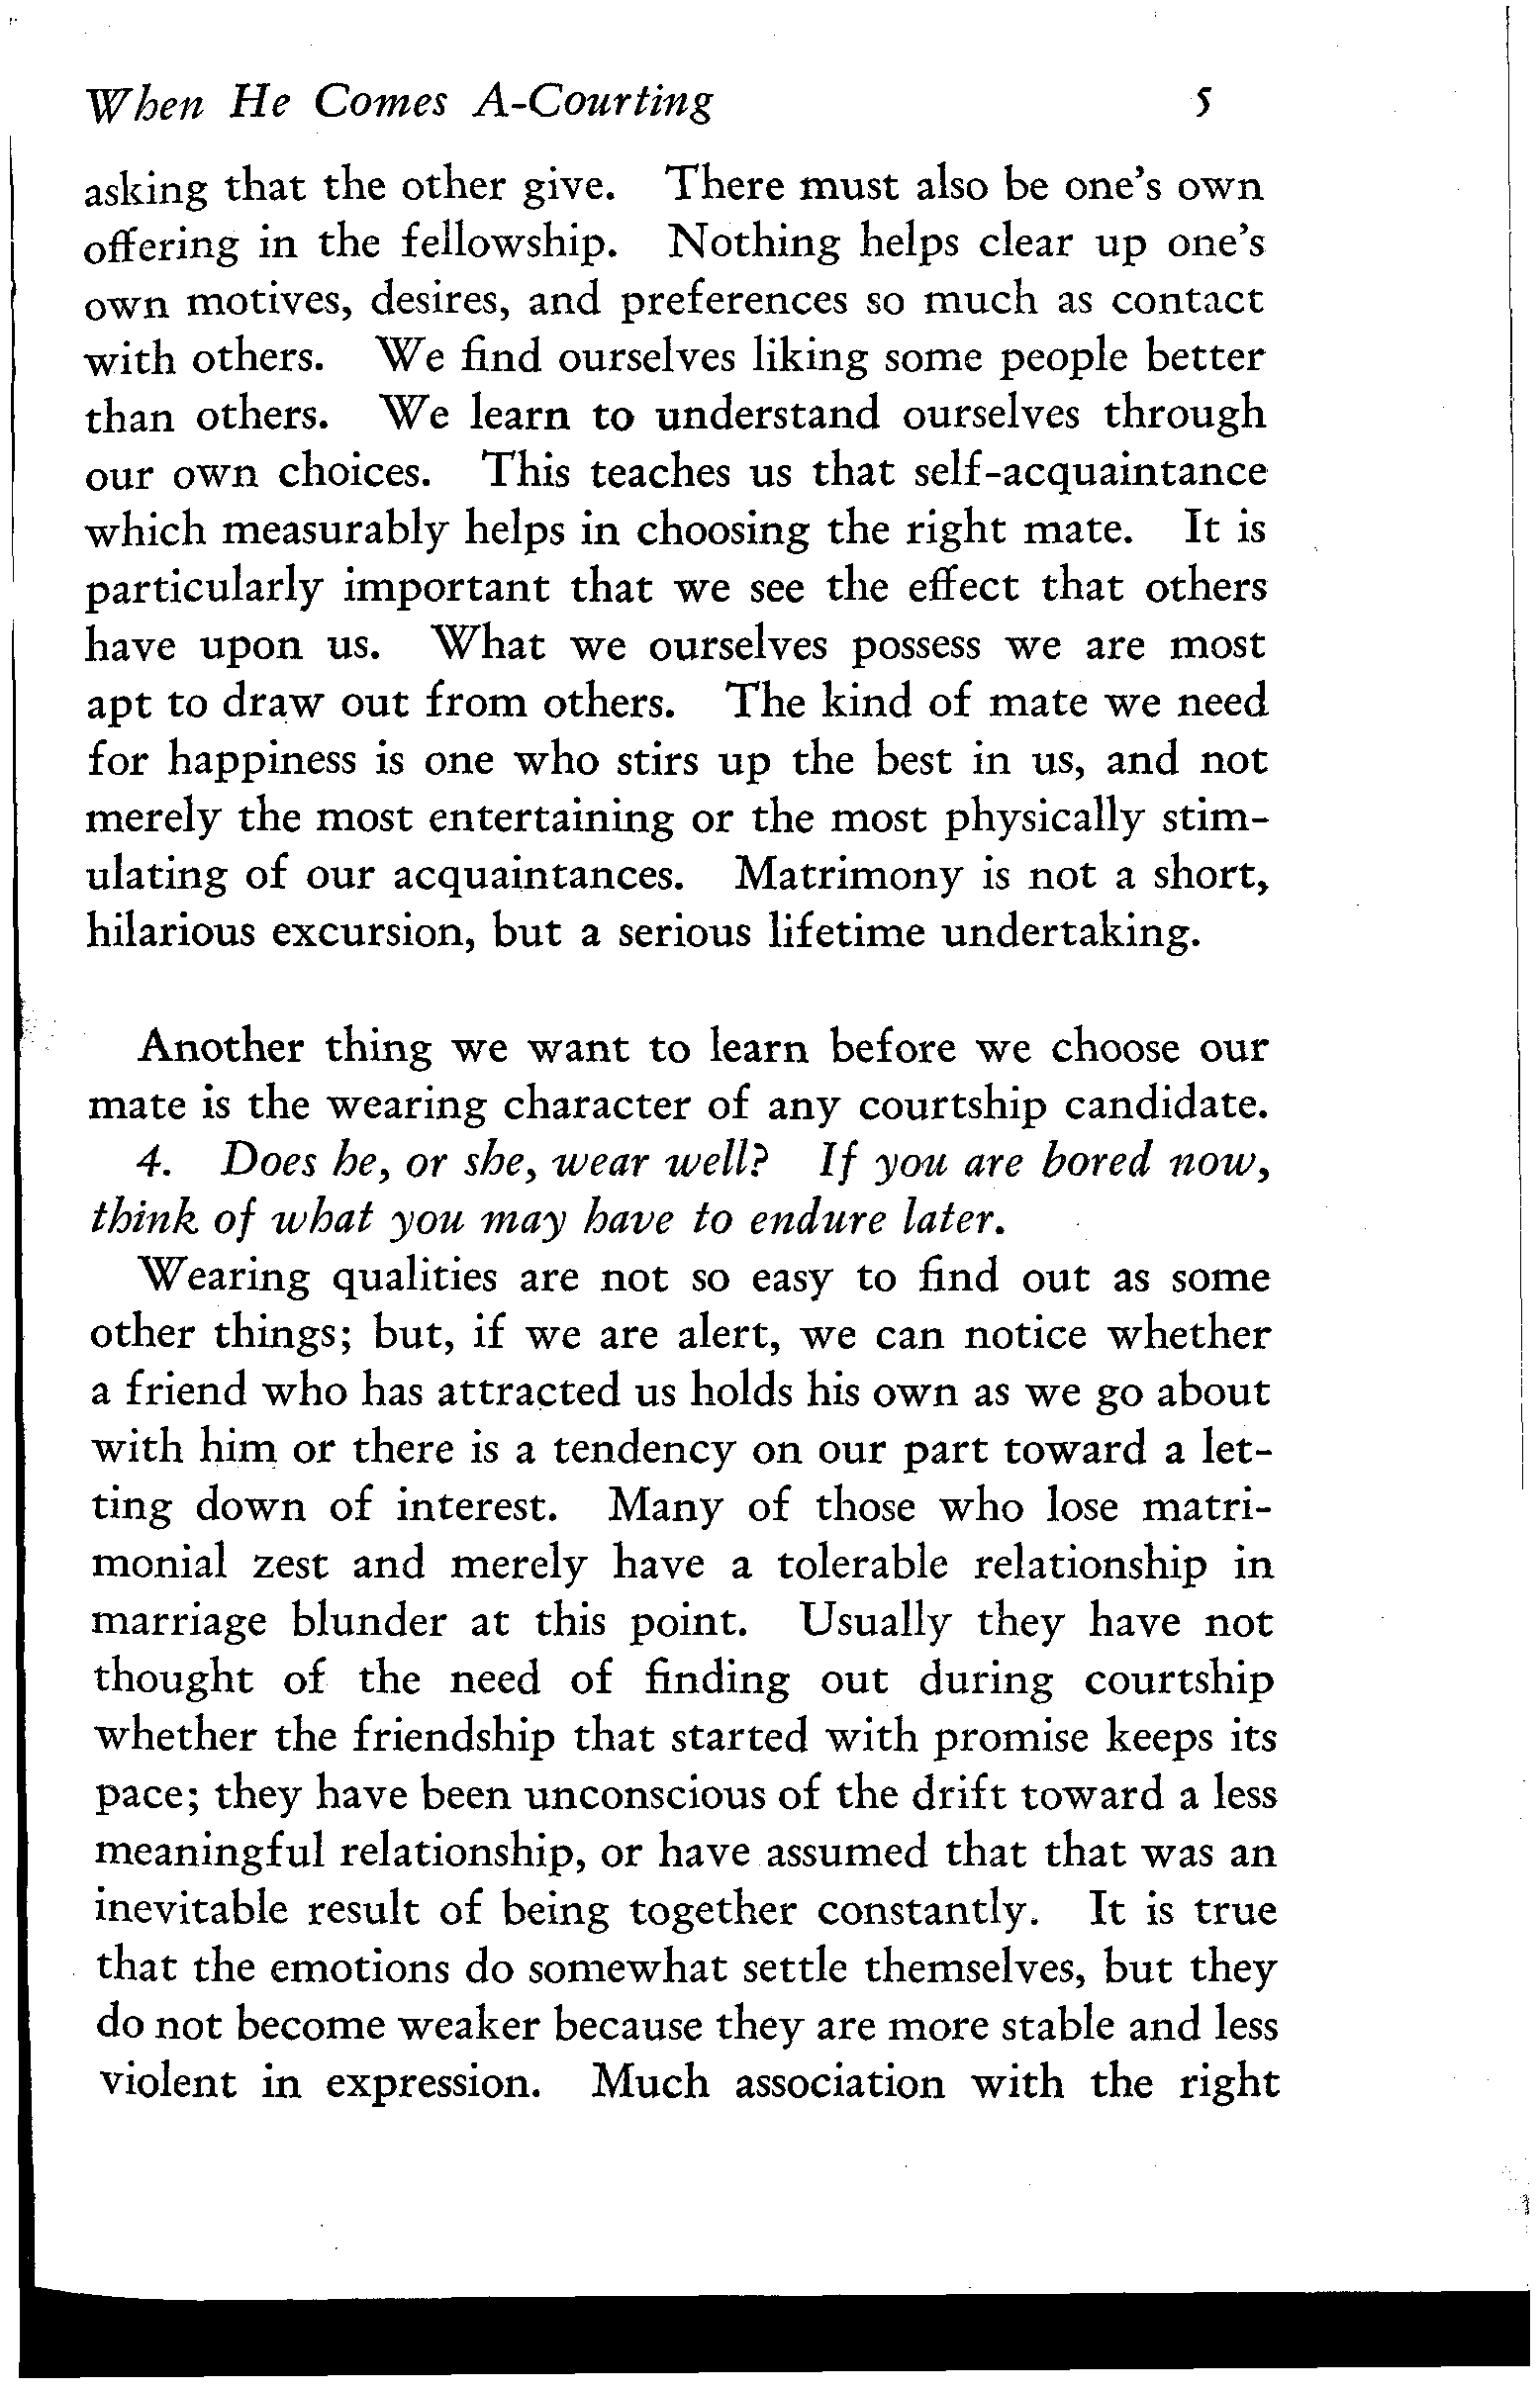 When He Comes A-Courting 5
asking that the other give. There must also be one's own
offering in the fellowship. Nothing helps clear up one's
own motives, desires, and preferences so much as contact
with others. We find ourselves liking some people better
than others. We learn to understand ourselves through
our own choices. This teaches us that self-acquaintance
which measurably helps in choosing the right mate. It is
particularly important that we see the effect that others
have upon us. What we ourselves possess we are most
apt to draw out from others. The kind of mate we need
for happiness is one who stirs up the best in us, and not
merely the most entertaining or the most physically stim-
ulating of our acquaintances. Matrimony is not a short,
hilarious excursion, but a serious lifetime undertaking.
Another thing we want to learn before we choose our
mate is the wearing character of any courtship candidate.
4. Does he, or she, wear well? If you are bored now,
think of what you may have to endure later.
Wearing qualities are not so easy to find out as some
other things; but, if we are alert, we can notice whether
a friend who has attracted us holds his own as we go about
with him or there is a tendency on our part toward a let-
ting down of interest. Many of those who lose matri-
monial zest and merely have a tolerable relationship in
marriage blunder at this point. Usually they have not
thought of the need of finding out during courtship
whether the friendship that started with promise keeps its
pace; they have been unconscious of the drift toward a less
meaningful relationship, or have assumed that that was an
inevitable result of being together constantly. It is true
that the emotions do somewhat settle themselves, but they
do not become weaker because they are more stable and less
violent in expression. Much association with the right